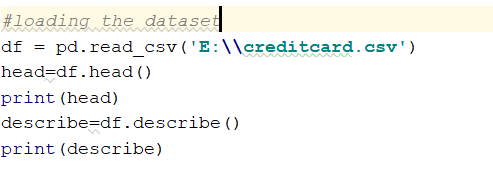 #loading the dataset
df = pd.read_csv('E:\\creditcard.csv')
head=df.head()
print(head)
describe=df.describe()
print(describe)